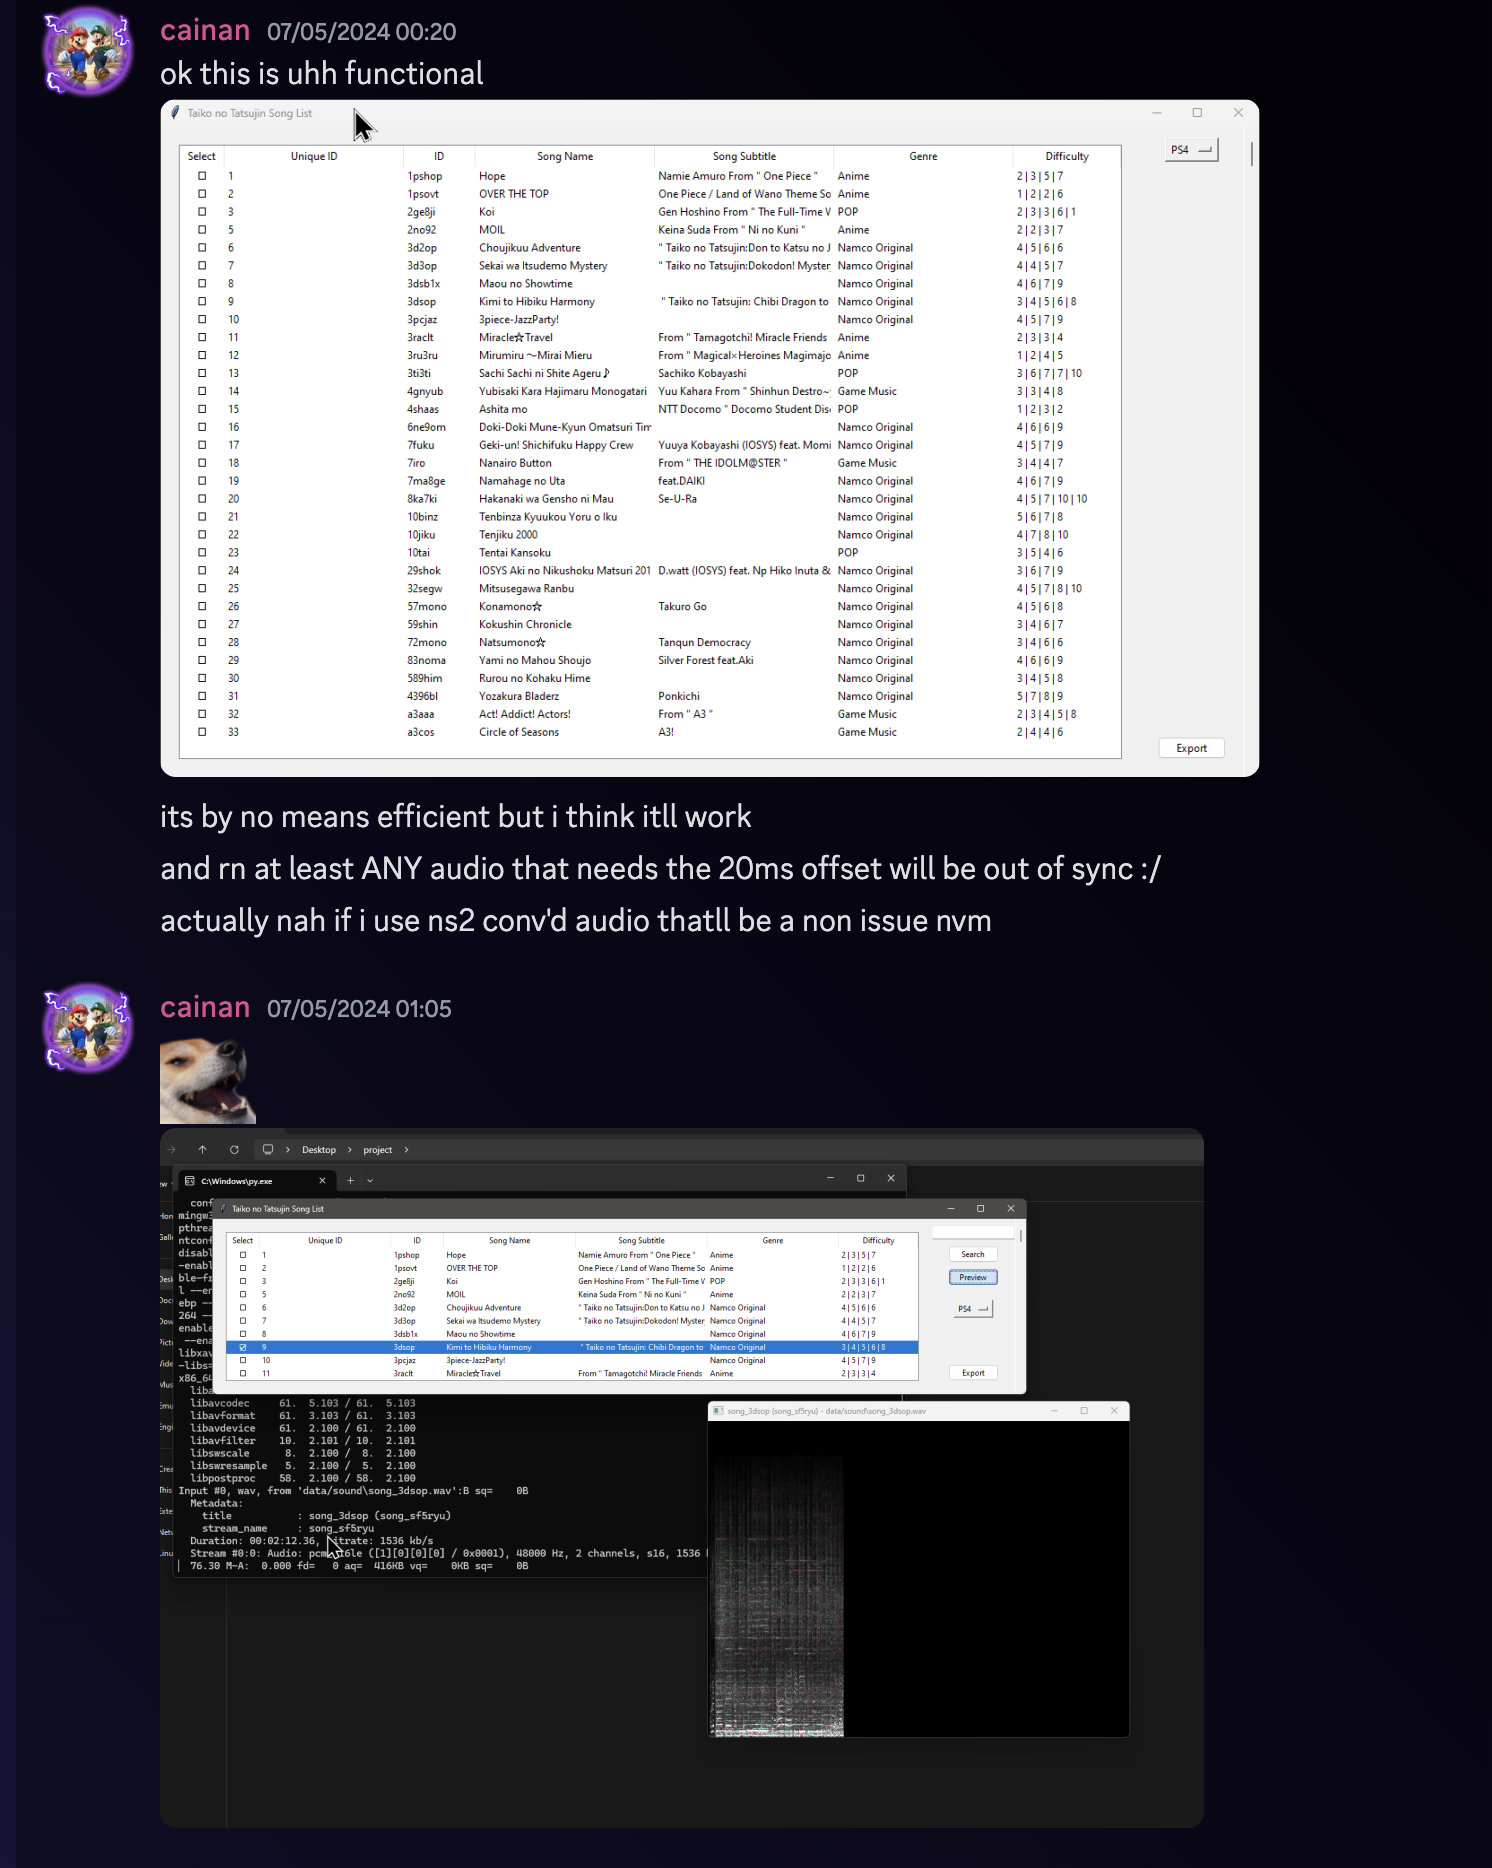 cainan 07/05/2024 00:20
ok this is uhh functional
Taiko no Tatsujin Song List
Select Unique ID ID Song Name Song Subtitle Genre Difficulty
PS4
1 1pshop Hope Namie Amuro From " One Piece " Anime 2 | 3 | 5 | 7
2 1psovt OVER THE TOP One Piece / Land of Wano Theme So Anime 1 | 2 | 2 | 6
3 2ge8ji Koi Gen Hoshino From " The Full-Time W POP 2 | 3 | 3 | 6 | 1
5 2no92 MOIL Keina Suda From " Ni no Kuni " Anime 2 | 2 | 3 | 7
6 3d2op Choujikuu Adventure " Taiko no Tatsujin:Don to Katsu no J Namco Original 4 | 5 | 6 | 6
7 3d3op Sekai wa Itsudemo Mystery " Taiko no Tatsujin:Dokodon! Myster Namco Original 4 | 4 | 5 | 7
8 3dsb1x Maou no Showtime Namco Original 4 | 6 | 7 | 9
9 3dsop Kimi to Hibiku Harmony " Taiko no Tatsujin: Chibi Dragon to Namco Original 3 | 4 | 5 | 6 | 8
10 3pcjaz 3piece-JazzParty! Namco Original 4 | 5 | 7 | 9
11 3raclt Miracle☆Travel From " Tamagotchi! Miracle Friends Anime 2 | 3 | 3 | 4
12 3ru3ru Mirumiru ～Mirai Mieru From " Magical×Heroines Magimajo Anime 1 | 2 | 4 | 5
13 3ti3ti Sachi Sachi ni Shite Ageru♪ Sachiko Kobayashi POP 3 | 6 | 7 | 7 | 10
14 4gnyub Yubisaki Kara Hajimaru Monogatari Yuu Kahara From " Shinhun Destro~ Game Music 3 | 3 | 4 | 8
15 4shaas Ashita mo NTT Docomo " Docomo Student Dis POP 1 | 2 | 3 | 2
16 6ne9om Doki-Doki Mune-Kyun Omatsuri Tim Namco Original 4 | 6 | 6 | 9
17 7fuku Geki-un! Shichifuku Happy Crew Yuuya Kobayashi (IOSYS) feat. Momi Namco Original 4 | 5 | 7 | 9
18 7iro Nanairo Button From " THE IDOLM@STER " Game Music 3 | 4 | 4 | 7
19 7ma8ge Namahage no Uta feat.DAIKI Namco Original 4 | 6 | 7 | 9
20 8ka7ki Hakanaki wa Gensho ni Mau Se-U-Ra Namco Original 4 | 5 | 7 | 10 | 10
21 10binz Tenbinza Kyuukou Yoru o Iku Namco Original 5 | 6 | 7 | 8
22 10jiku Tenjiku 2000 Namco Original 4 | 7 | 8 | 10
23 10tai Tentai Kansoku POP 3 | 5 | 4 | 6
24 29shok IOSYS Aki no Nikushoku Matsuri 201 D.watt (IOSYS) feat. Np Hiko Inuta & Namco Original 3 | 6 | 7 | 9
25 32segw Mitsusegawa Ranbu Namco Original 4 | 5 | 7 | 8 | 10
26 57mono Konamono☆ Takuro Go Namco Original 4 | 5 | 6 | 8
27 59shin Kokushin Chronicle Namco Original 3 | 4 | 6 | 7
28 72mono Natsumono☆ Tanqun Democracy Namco Original 3 | 4 | 6 | 6
29 83noma Yami no Mahou Shoujo Silver Forest feat.Aki Namco Original 4 | 6 | 6 | 9
30 589him Rurou no Kohaku Hime Namco Original 3 | 4 | 5 | 8
31 4396bl Yozakura Bladerz Ponkichi Namco Original 5 | 7 | 8 | 9
32 a3aaa Act! Addict! Actors! From " A3 " Game Music 2 | 3 | 4 | 5 | 8
33 a3cos Circle of Seasons A3! Game Music 2 | 4 | 4 | 6
Export
its by no means efficient but i think itll work
and rn at least ANY audio that needs the 20ms offset will be out of sync :/
actually nah if i use ns2 conv'd audio thatll be a non issue nvm
cainan 07/05/2024 01:05
Desktop > project >
C:\Windows\py.exe
Taiko no Tatsujin Song List
Select Unique ID ID Song Name Song Subtitle Genre Difficulty
1 1pshop Hope Namie Amuro From " One Piece " Anime 2 | 3 | 5 | 7
2 1psovt OVER THE TOP One Piece / Land of Wano Theme So Anime 1 | 2 | 2 | 6
3 2ge8ji Koi Gen Hoshino From " The Full-Time W POP 2 | 3 | 3 | 6 | 1
5 2no92 MOIL Keina Suda From " Ni no Kuni " Anime 2 | 2 | 3 | 7
6 3d2op Choujikuu Adventure " Taiko no Tatsujin:Don to Katsu no J Namco Original 4 | 5 | 6 | 6
7 3d3op Sekai wa Itsudemo Mystery " Taiko no Tatsujin:Dokodon! Myster Namco Original 4 | 4 | 5 | 7
8 3dsb1x Maou no Showtime Namco Original 4 | 6 | 7 | 9
9 3dsop Kimi to Hibiku Harmony " Taiko no Tatsujin: Chibi Dragon to Namco Original 3 | 4 | 5 | 6 | 8
10 3pcjaz 3piece-JazzParty! Namco Original 4 | 5 | 7 | 9
11 3raclt Miracle☆Travel From " Tamagotchi! Miracle Friends Anime 2 | 3 | 3 | 4
Search
Preview
PS4
Export
conf
mingw3
pthrea
ntconf
disabl
-enabl
ble-fr
l --en
ebp --
264 --
enable
--ena
libxav
-libs=
x86_64
liba
libavcodec 61. 5.103 / 61. 5.103
libavformat 61. 3.103 / 61. 3.103
libavdevice 61. 2.100 / 61. 2.100
libavfilter 10. 2.101 / 10. 2.101
libswscale 8. 2.100 / 8. 2.100
libswresample 5. 2.100 / 5. 2.100
libpostproc 58. 2.100 / 58. 2.100
Input #0, wav, from 'data/sound\song_3dsop.wav':B sq= 0B
Metadata:
title : song_3dsop (song_sf5ryu)
stream_name : song_sf5ryu
Duration: 00:02:12.36, bitrate: 1536 kb/s
Stream #0:0: Audio: pcm_s16le ([1][0][0][0] / 0x0001), 48000 Hz, 2 channels, s16, 1536
76.30 M-A: 0.000 fd= 0 aq= 416KB vq= 0KB sq= 0B
song_3dsop (song_sf5ryu) - data/sound\song_3dsop.wav